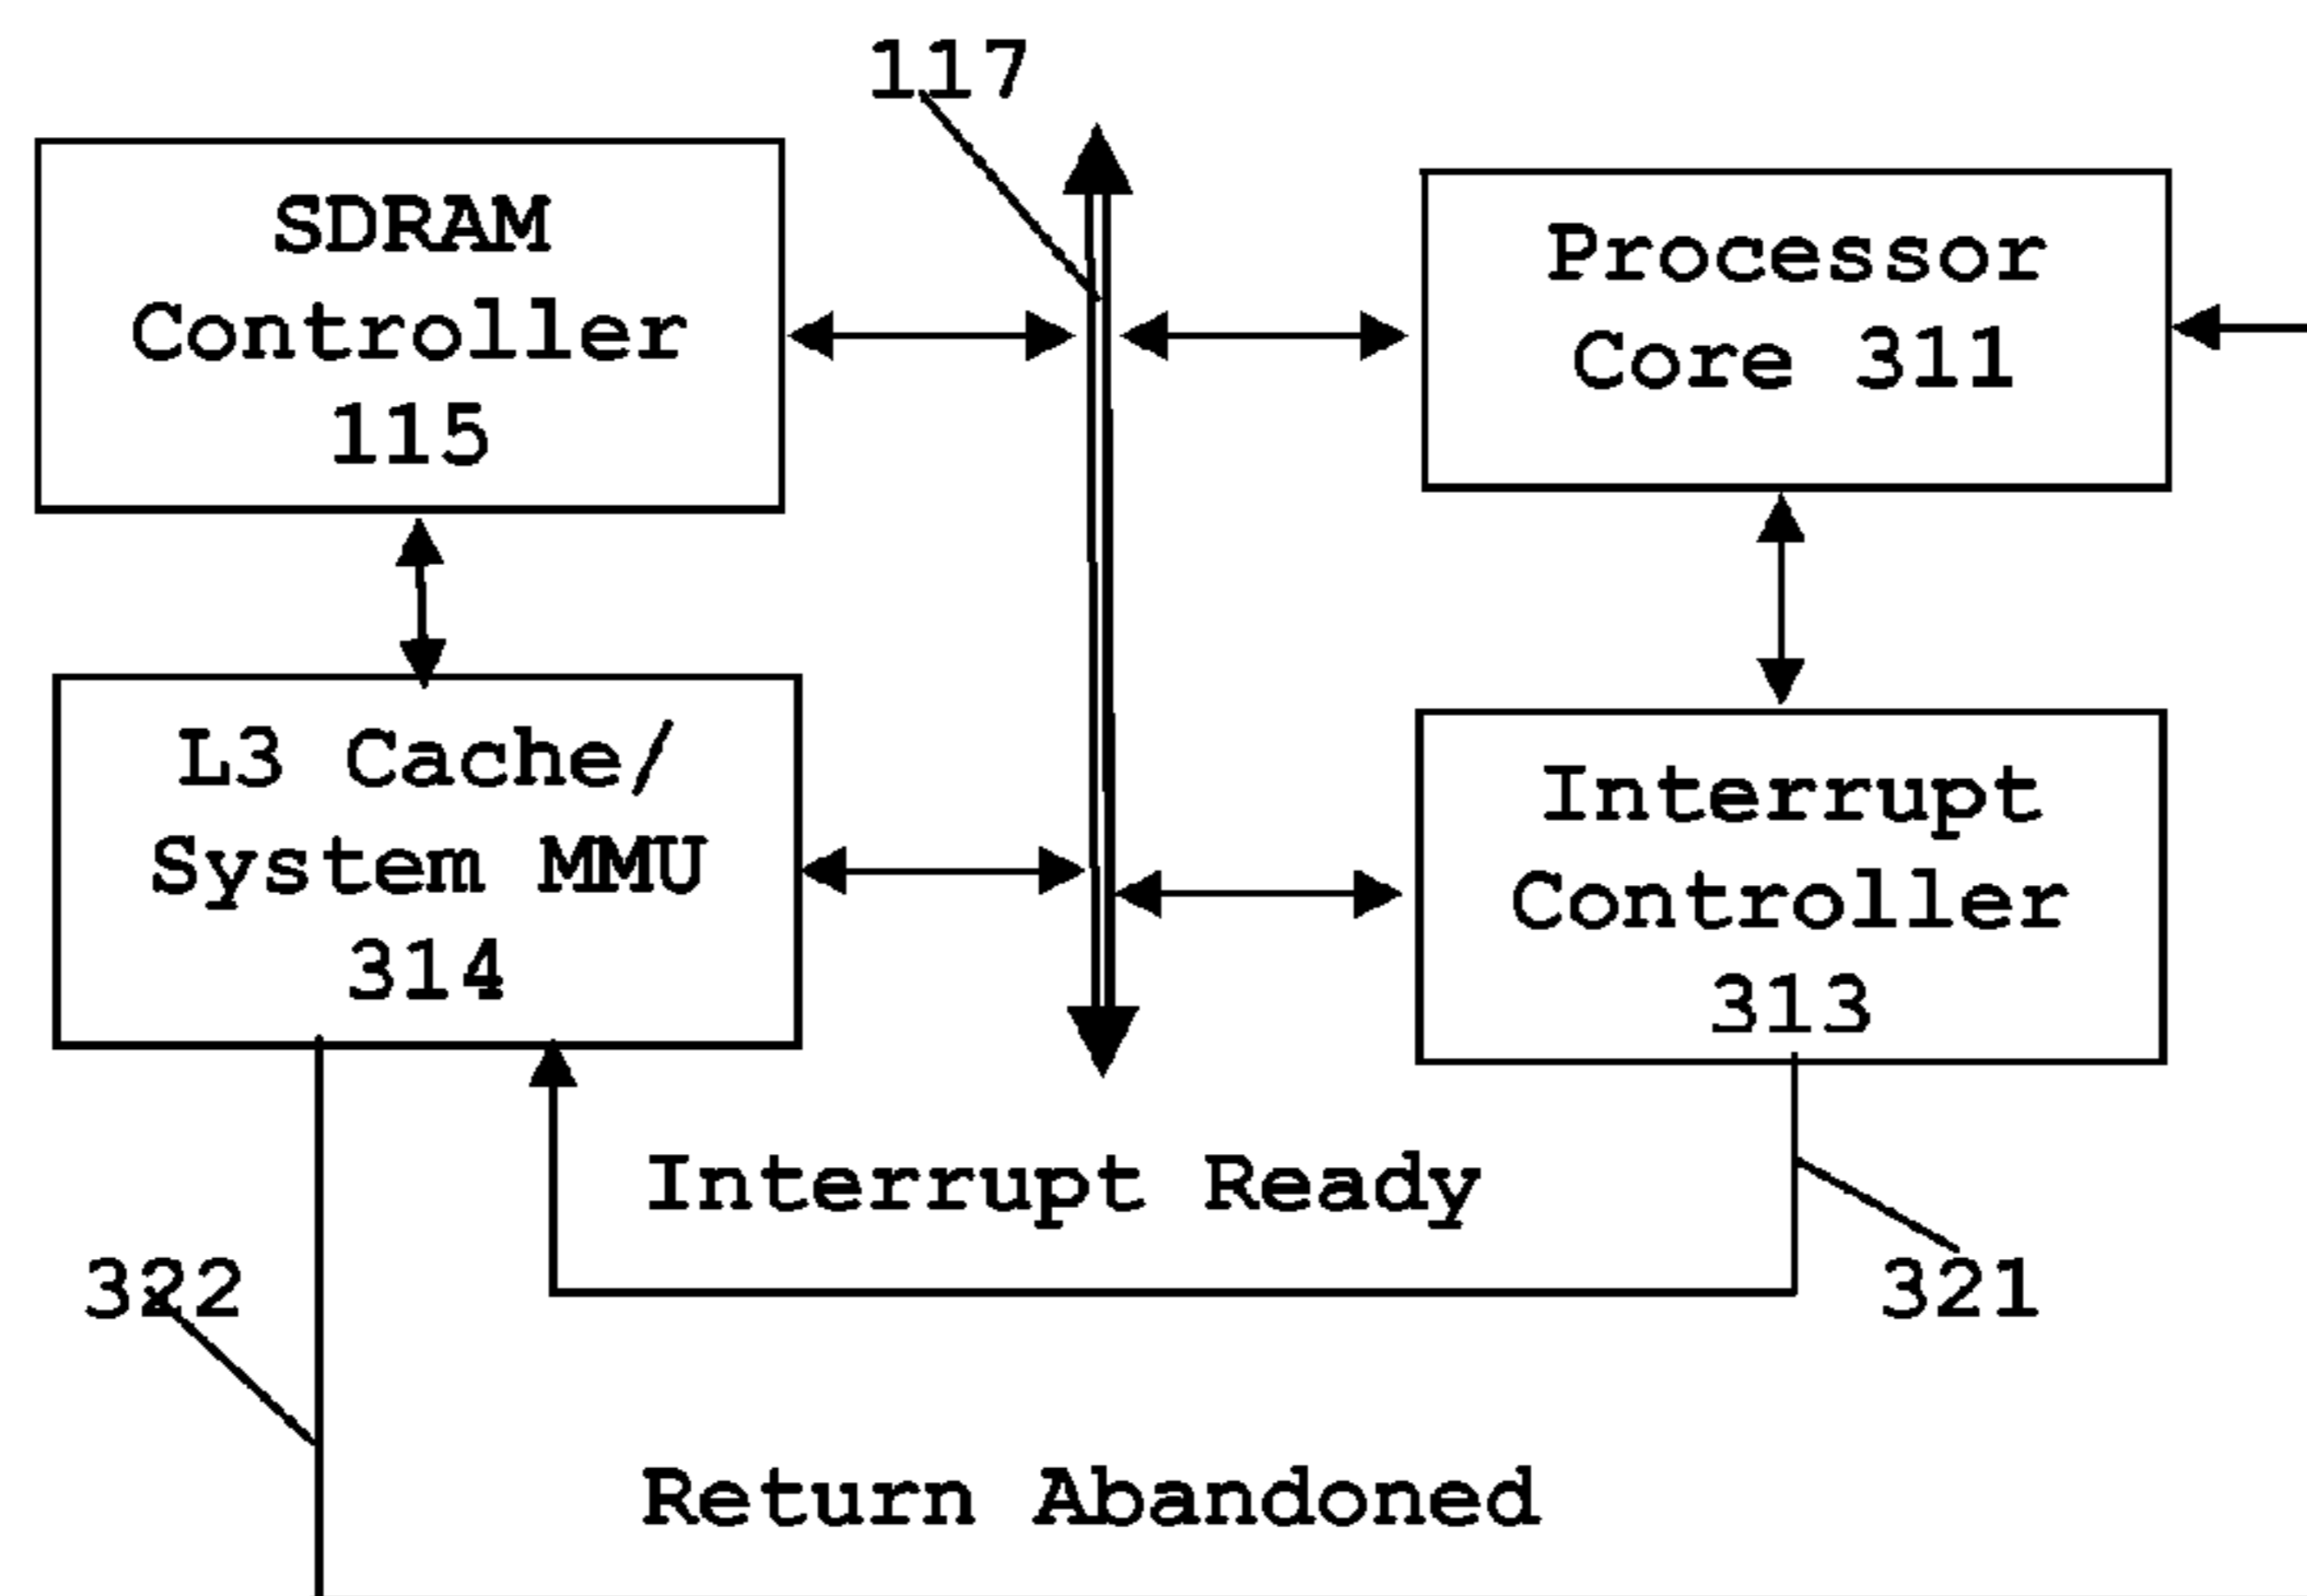 117
SDRAM
Controller
115
Processor
Core 311
L3 Cache/
System MMU
314
Interrupt
Controller
313
Interrupt Ready
322
321
Return Abandoned